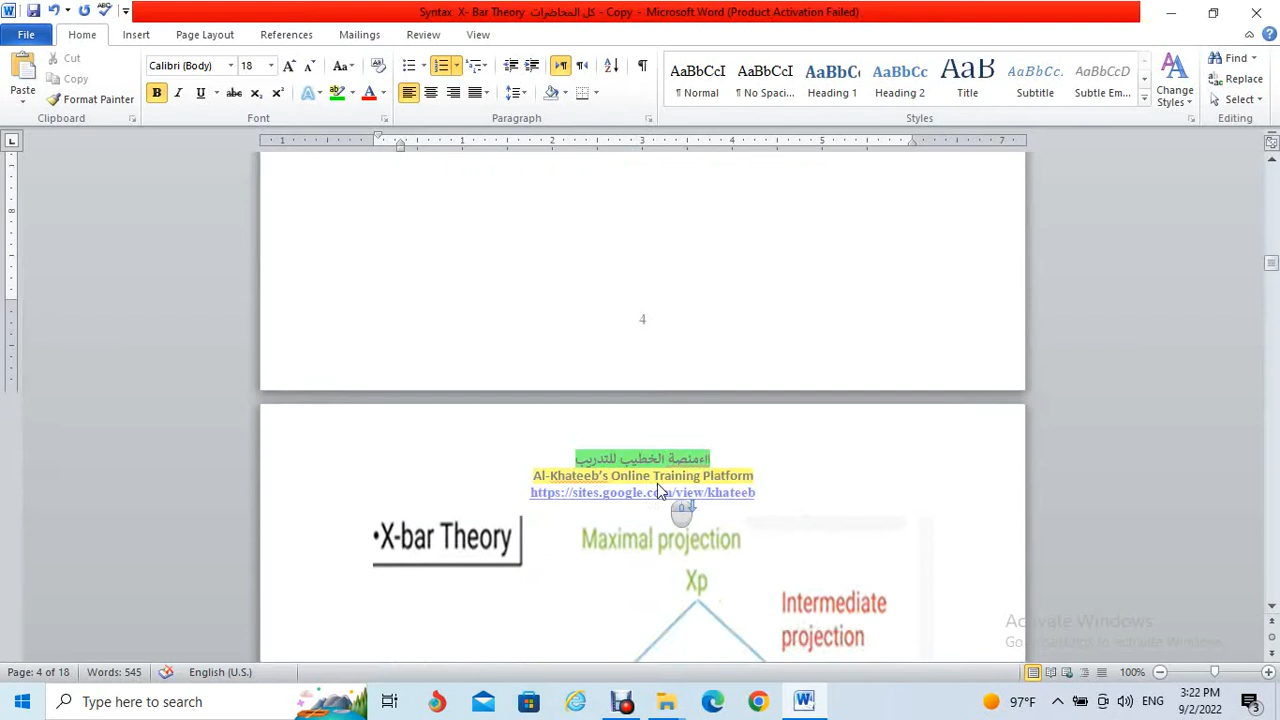 Syntax X- Bar Theory كل المحاضرات - Copy - Microsoft Word (Product Activation Failed)
File Home Insert Page Layout References Mailings Review View
Paste
Cut
Copy
Format Painter
Clipboard
Calibri (Body) 18
Font
Paragraph
AaBbCcI AaBbCcI AaBbC AaBbCc AaB AaBbCc. AaBbCcD
¶ Normal ¶ No Spaci... Heading 1 Heading 2 Title Subtitle Subtle Em...
Change Styles
Styles
Find
Replace
Select
Editing
4
ااءمنصة الخطيب للتدريب
Al-Khateeb's Online Training Platform
https://sites.google.com/view/khateeb
•X-bar Theory
Maximal projection
Xp
Intermediate
projection
Activate Windows
Page: 4 of 18 Words: 545 English (U.S.) 100%
Type here to search
97°F ENG 3:22 PM
9/2/2022
3